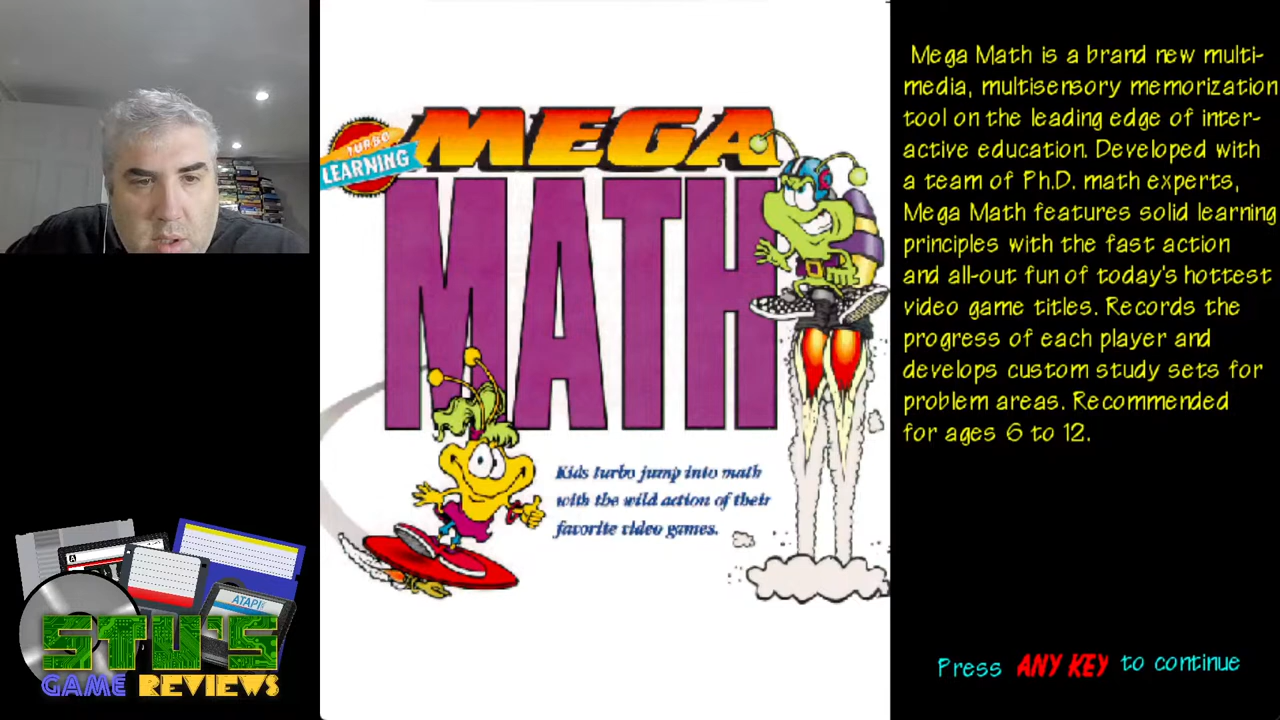 TURBO
LEARNING
MEGA
MATH
Kids turbo jump into math
with the wild action of their
favorite video games.
Mega Math is a brand new multi-
media, multisensory memorization
tool on the leading edge of inter-
active education. Developed with
a team of Ph.D. math experts,
Mega Math features solid learning
principles with the fast action
and all-out fun of today's hottest
video game titles. Records the
progress of each player and
develops custom study sets for
problem areas. Recommended
for ages 6 to 12.
Press ANY KEY to continue
A
ATAPI
STU'S
GAME REVIEWS